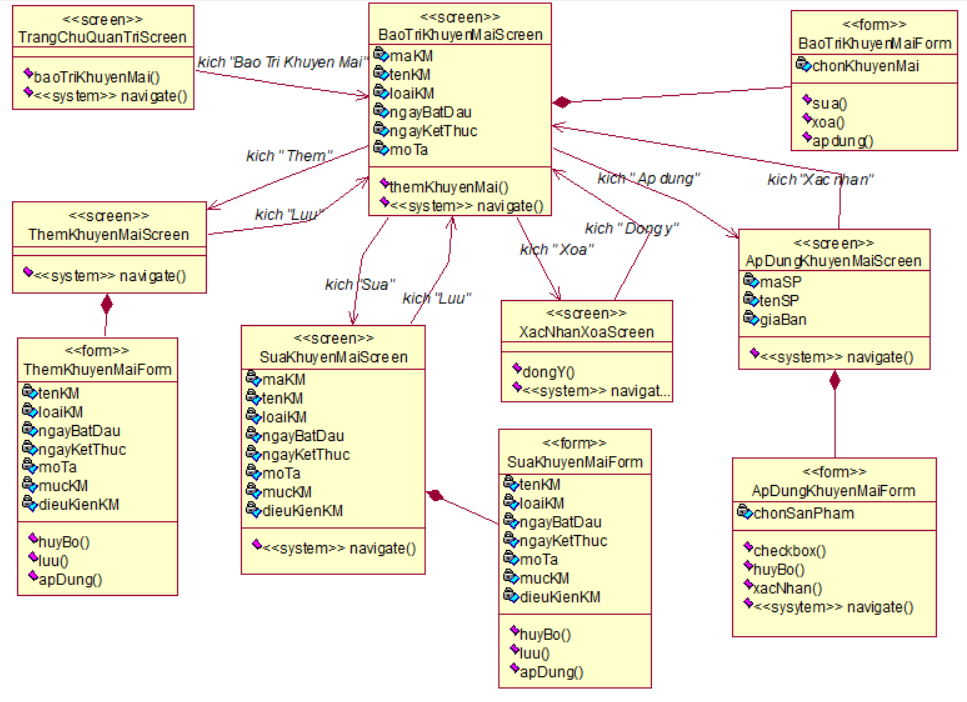 <<screen>>
TrangChuQuanTriScreen
baoTriKhuyenMai()
<<system>> navigate()
kich "Bao Tri Khuyen Mai"
<<screen>>
BaoTriKhuyenMaiScreen
maKM
tenKM
loaiKM
ngayBatDau
ngayKetThuc
moTa
themKhuyenMai()
<<system>> navigate()
<<form>>
BaoTriKhuyenMaiForm
chonKhuyenMai
sua()
xoa()
apdung()
kich "Them"
kich "Luu"
kich "Ap dung"
kich "Xac nhan"
kich "Xoa"
kich "Dong y"
kich "Sua"
kich "Luu"
<<screen>>
ThemKhuyenMaiScreen
<<system>> navigate()
<<form>>
ThemKhuyenMaiForm
tenKM
loaiKM
ngayBatDau
ngayKetThuc
moTa
mucKM
dieuKienKM
huyBo()
luu()
apDung()
<<screen>>
SuaKhuyenMaiScreen
maKM
tenKM
loaiKM
ngayBatDau
ngayKetThuc
moTa
mucKM
dieuKienKM
<<system>> navigate()
<<screen>>
XacNhanXoaScreen
dongY()
<<system>> navigat...
<<form>>
SuaKhuyenMaiForm
tenKM
loaiKM
ngayBatDau
ngayKetThuc
moTa
mucKM
dieuKienKM
huyBo()
luu()
apDung()
<<screen>>
ApDungKhuyenMaiScreen
maSP
tenSP
giaBan
<<system>> navigate()
<<form>>
ApDungKhuyenMaiForm
chonSanPham
checkbox()
huyBo()
xacNhan()
<<sysytem>> navigate()